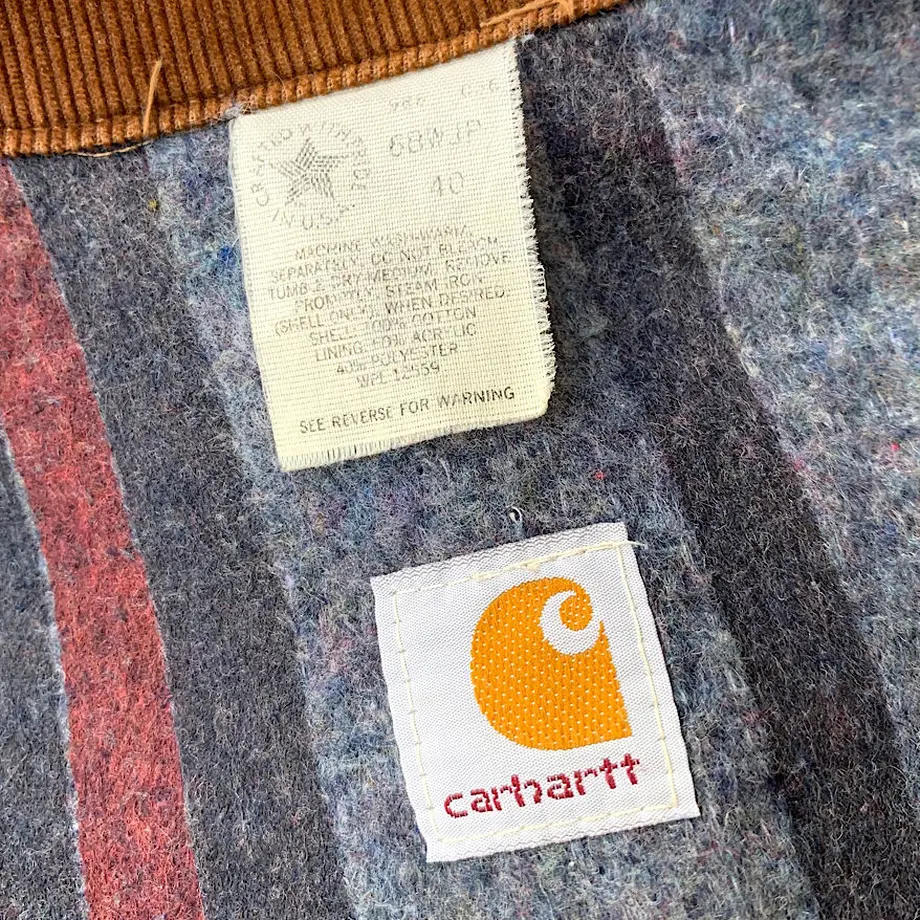 CRAFTED WITH PRIDE
IN U.S.A.
6BWJP
40
MACHINE WASH-WARM,
SEPARATELY. DO NOT BLEACH.
TUMBLE DRY MEDIUM. REMOVE
PROMPTLY. STEAM IRON
(SHELL ONLY) WHEN DESIRED.
SHELL: 100% COTTON
LINING:
ACRYLIC
40% POLYESTER
WPL 12559
SEE REVERSE FOR WARNING
carhartt